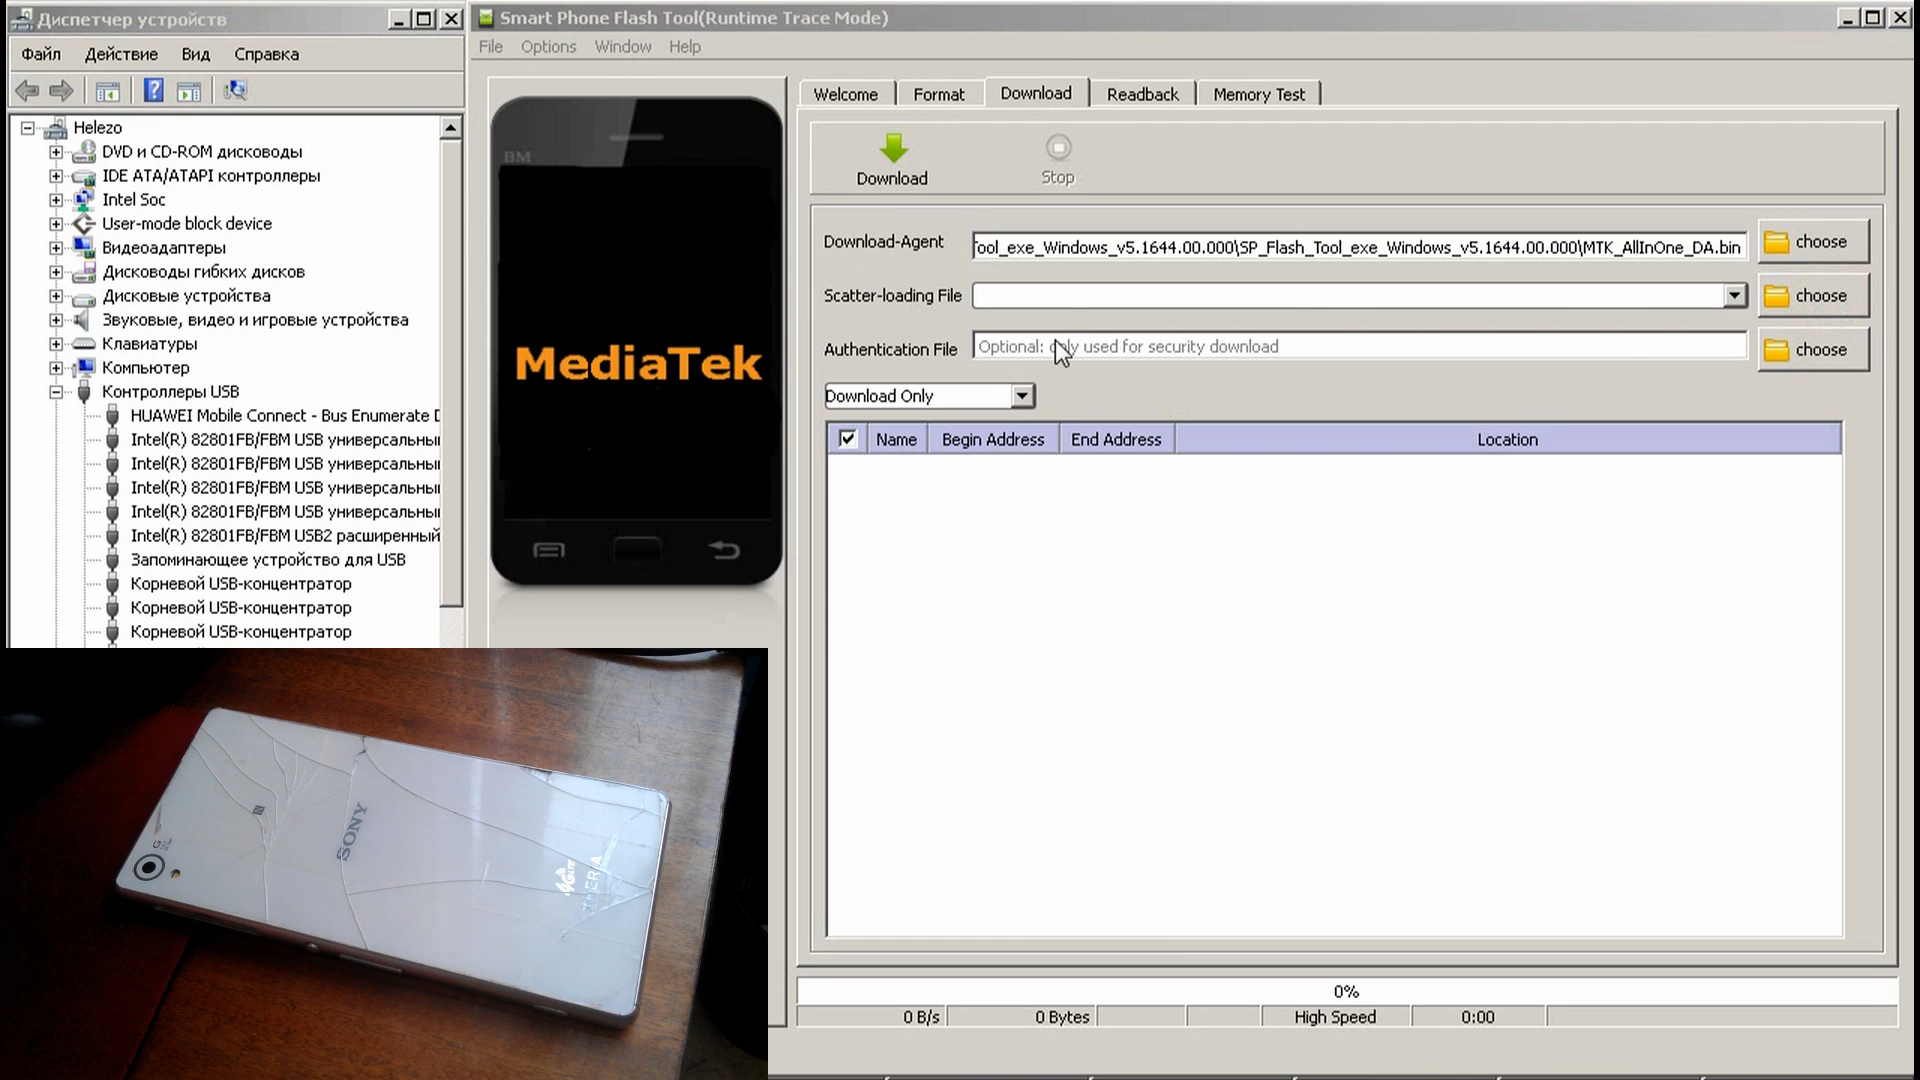 Диспетчер устройств
Файл Действие Вид Справка
Helezo
DVD и CD-ROM дисководы
IDE ATA/ATAPI контроллеры
Intel Soc
User-mode block device
Видеоадаптеры
Дисководы гибких дисков
Дисковые устройства
Звуковые, видео и игровые устройства
Клавиатуры
Компьютер
Контроллеры USB
HUAWEI Mobile Connect - Bus Enumerate
Intel(R) 82801FB/FBM USB универсальны
Intel(R) 82801FB/FBM USB универсальны
Intel(R) 82801FB/FBM USB универсальны
Intel(R) 82801FB/FBM USB универсальны
Intel(R) 82801FB/FBM USB2 расширенный
Запоминающее устройство для USB
Корневой USB-концентратор
Корневой USB-концентратор
Корневой USB-концентратор
Smart Phone Flash Tool(Runtime Trace Mode)
File Options Window Help
BM
MediaTek
Welcome Format Download Readback Memory Test
Download Stop
Download-Agent ool_exe_Windows_v5.1644.00.000\SP_Flash_Tool_exe_Windows_v5.1644.00.000\MTK_AllInOne_DA.bin choose
Scatter-loading File choose
Authentication File Optional: only used for security download choose
Download Only
Name Begin Address End Address Location
0%
0 B/s 0 Bytes High Speed 0:00
SONY
4GLTE
XPERIA